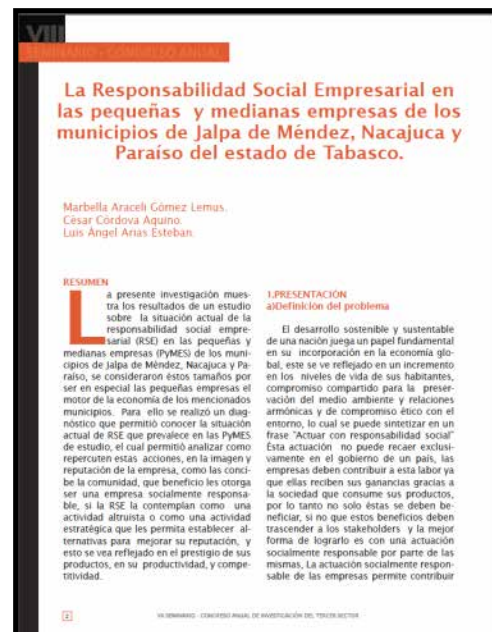 VIII
SEMINARIO - CONGRESO ANUAL
La Responsabilidad Social Empresarial en
las pequeñas y medianas empresas de los
municipios de Jalpa de Méndez, Nacajuca y
Paraíso del estado de Tabasco.
Marbella Araceli Gómez Lemus.
César Córdova Aquino.
Luis Ángel Arias Esteban.
RESUMEN
La presente investigación mues-
tra los resultados de un estudio
sobre la situación actual de la
responsabilidad social empre-
sarial (RSE) en las pequeñas y
medianas empresas (PyMES) de los muni-
cipios de Jalpa de Méndez, Nacajuca y Pa-
raíso, se consideraron éstos tamaños por
ser en especial las pequeñas empresas el
motor de la economía de los mencionados
municipios. Para ello se realizó un diag-
nóstico que permitió conocer la situación
actual de RSE que prevalece en las PyMES
de estudio, el cual permitió analizar como
repercuten estas acciones, en la imagen y
reputación de la empresa, como las conci-
be la comunidad, que beneficio les otorga
ser una empresa socialmente responsa-
ble, si la RSE la contemplan como una
actividad altruista o como una actividad
estratégica que les permita establecer al-
ternativas para mejorar su reputación, y
esto se vea reflejado en el prestigio de sus
productos, en su productividad, y compe-
titividad.
1.PRESENTACIÓN
a)Definición del problema
El desarrollo sostenible y sustentable
de una nación juega un papel fundamental
en su incorporación en la economía glo-
bal, este se ve reflejado en un incremento
en los niveles de vida de sus habitantes,
compromiso compartido para la preser-
vación del medio ambiente y relaciones
armónicas y de compromiso ético con el
entorno, lo cual se puede sintetizar en un
frase "Actuar con responsabilidad social"
Ésta actuación no puede recaer exclusi-
vamente en el gobierno de un país, las
empresas deben contribuir a esta labor ya
que ellas reciben sus ganancias gracias a
la sociedad que consume sus productos,
por lo tanto no solo éstas se deben be-
neficiar, si no que estos beneficios deben
trascender a los stakeholders y la mejor
forma de lograrlo es con una actuación
socialmente responsable por parte de las
mismas, La actuación socialmente respon-
sable de las empresas permite contribuir
2
VII SEMINARIO - CONGRESO ANUAL DE INVESTIGACIÓN DEL TERCER SECTOR